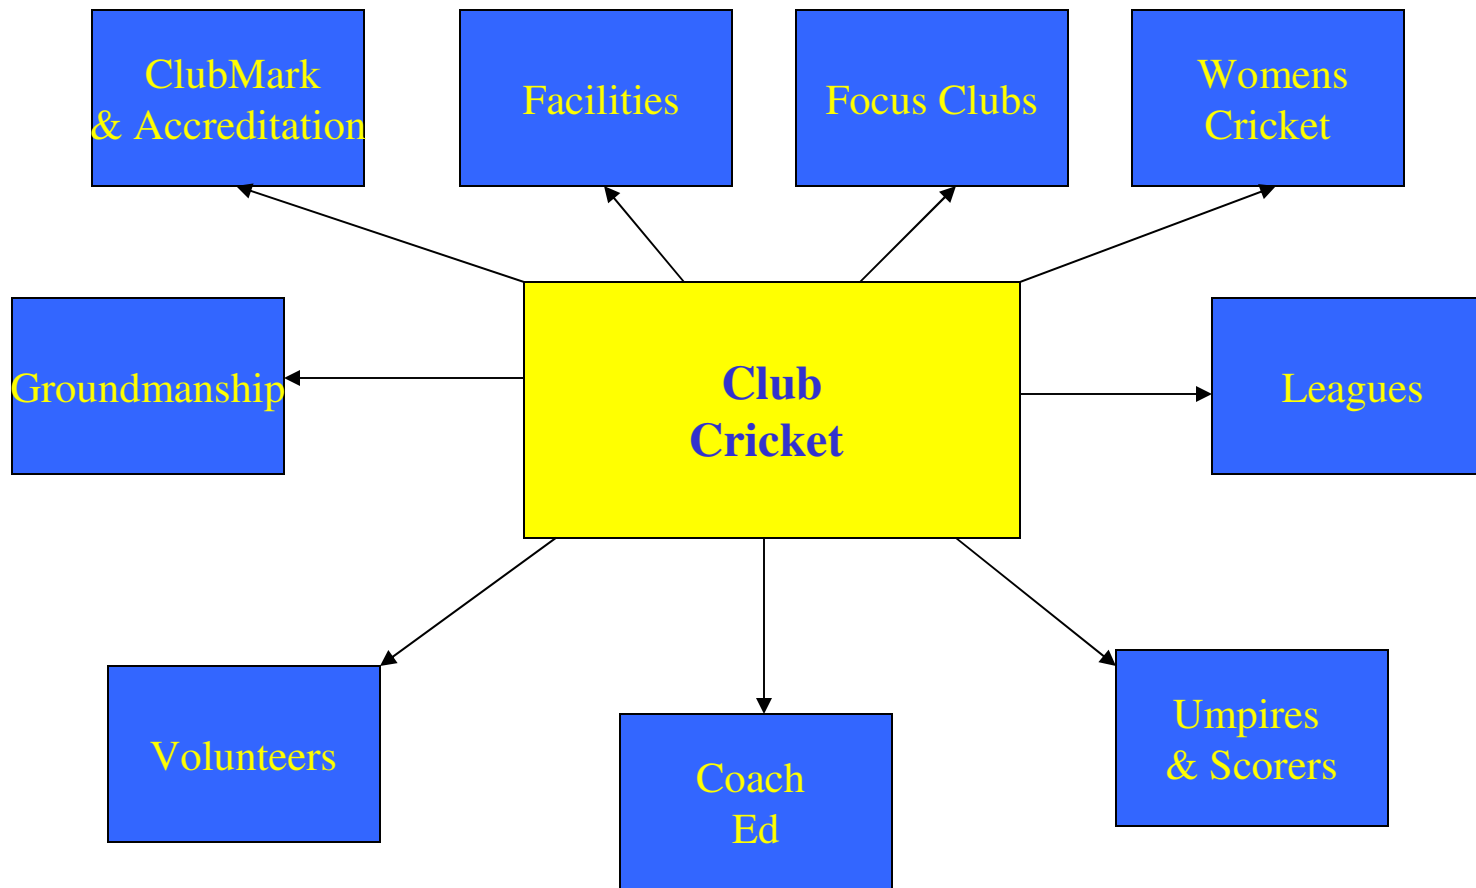 ClubMark
& Accreditation
Facilities
Focus Clubs
Womens
Cricket
Groundmanship
Club
Cricket
Leagues
Volunteers
Coach
Ed
Umpires
& Scorers